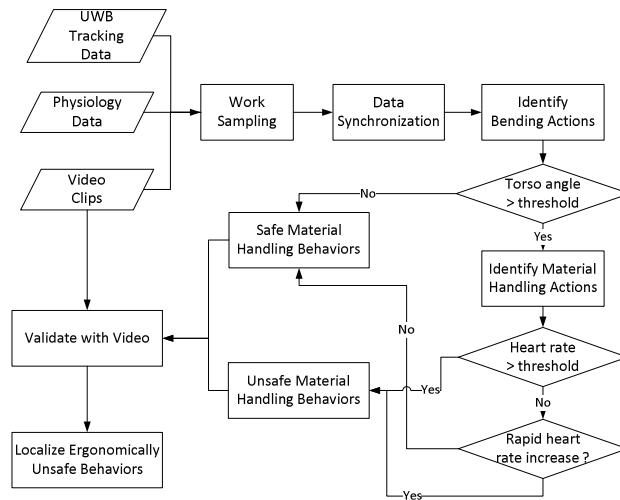 UWB
Tracking
Data
Physiology
Data
Video
Clips
Work
Sampling
Data
Synchronization
Identify
Bending Actions
Torso angle
> threshold
No
Yes
Safe Material
Handling Behaviors
Identify Material
Handling Actions
No
Validate with Video
Heart rate
> threshold
Unsafe Material
Handling Behaviors
Yes
No
Localize Ergonomically
Unsafe Behaviors
Rapid heart
rate increase ?
Yes